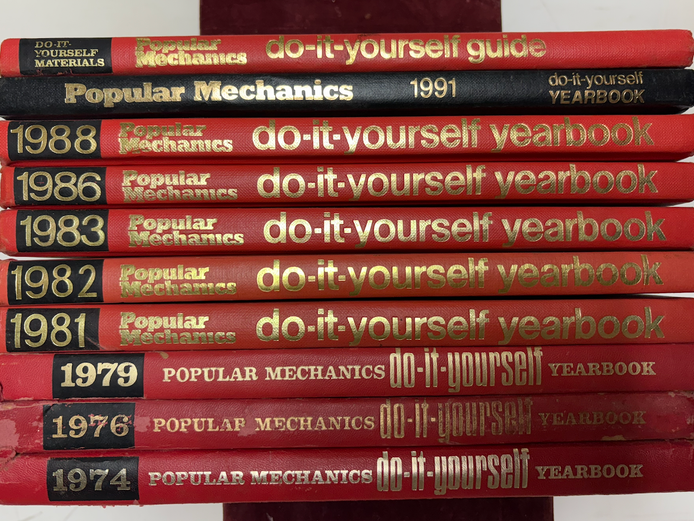 DO-IT-
YOURSELF
MATERIALS
Popular
Mechanics
do-it-yourself guide
Popular Mechanics
1991
do-it-yourself
YEARBOOK
1988
Popular
Mechanics
do-it-yourself yearbook
1986
Popular
Mechanics
do-it-yourself yearbook
1983
Popular
Mechanics
do-it-yourself yearbook
1982
Popular
Mechanics
do-it-yourself yearbook
1981
Popular
Mechanics
do-it-yourself yearbook
1979 POPULAR MECHANICS do-it-yourself YEARBOOK
1976 POPULAR MECHANICS do-it-yourself YEARBOOK
1974 POPULAR MECHANICS do-it-yourself YEARBOOK